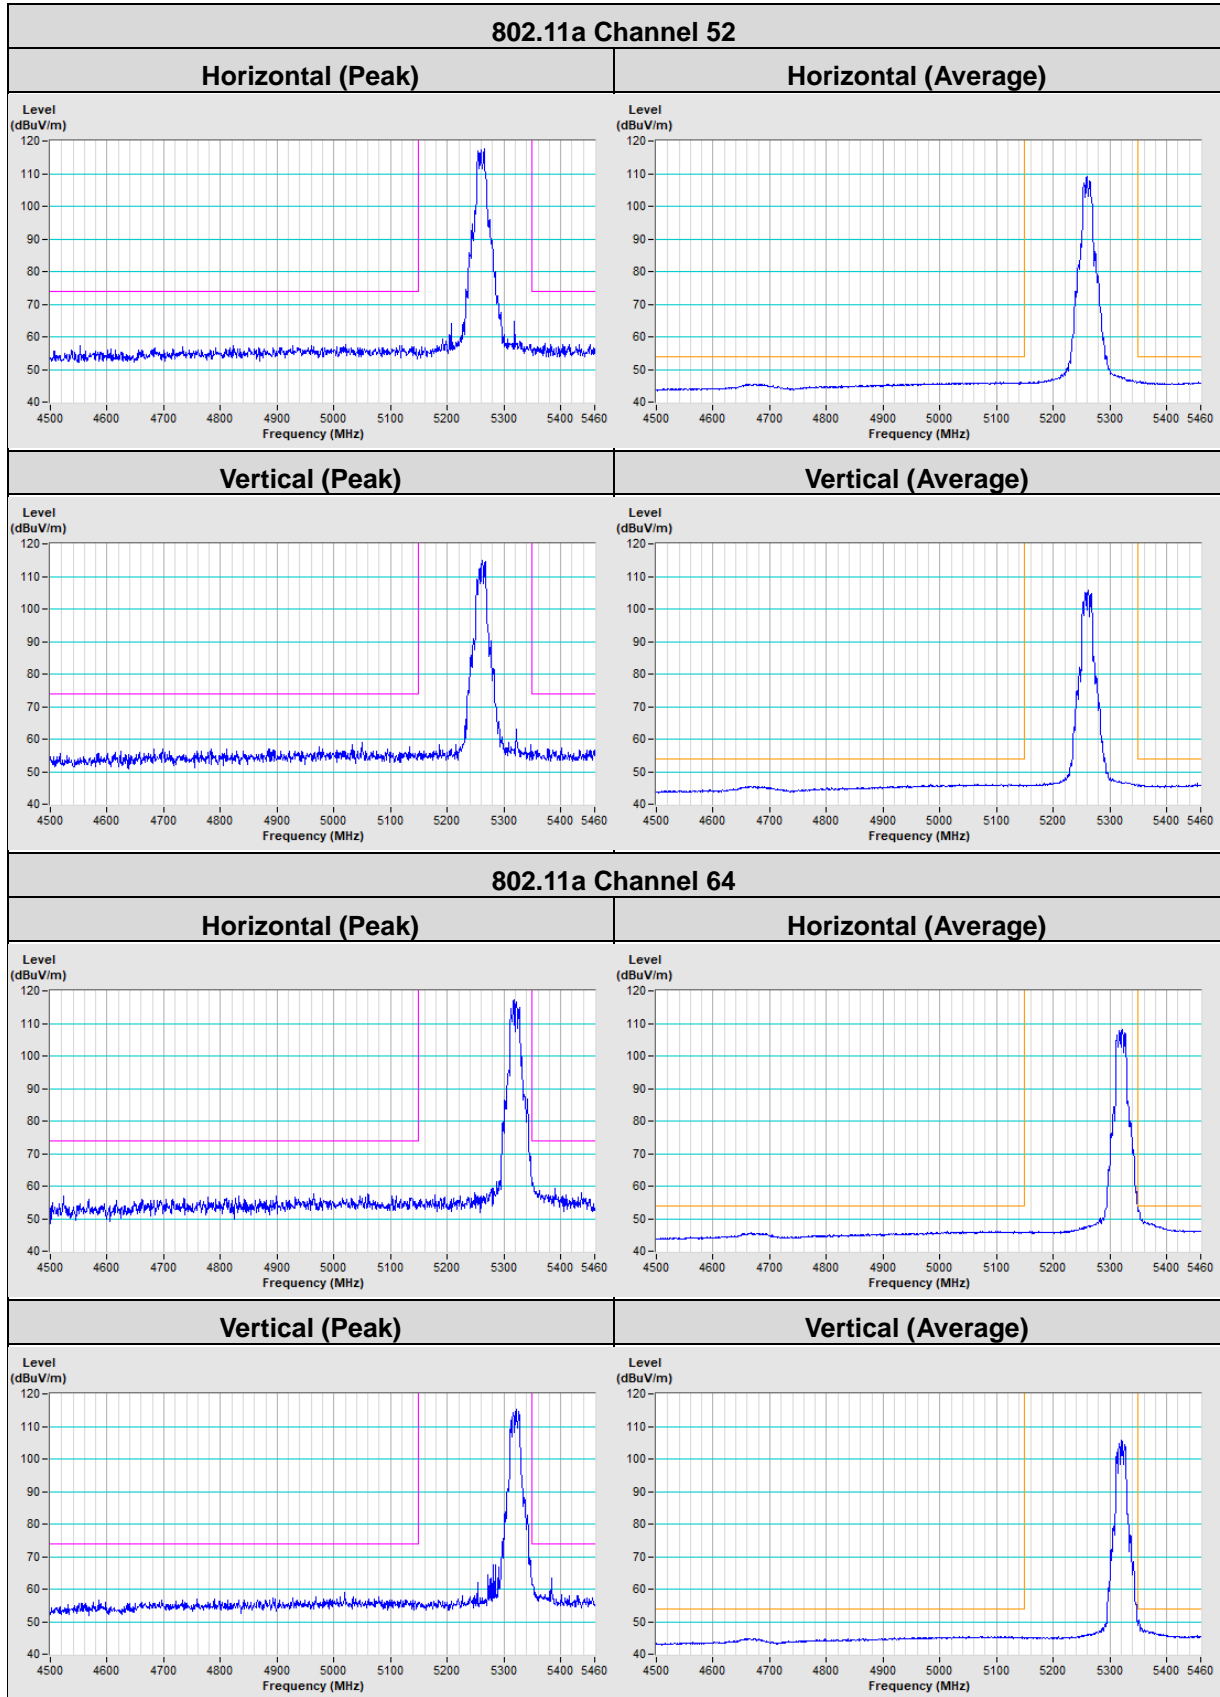 802.11a Channel 52
Horizontal (Peak) Horizontal (Average)
Level Level
(dBuV/m) (dBuV/m)
120 120
110 110
100 100
90 90
80 80
70 70
60 60
50 50
40 40
4500 4600 4700 4800 4900 5000 5100 5200 5300 5400 5460 4500 4600 4700 4800 4900 5000 5100 5200 5300 5400 5460
Frequency (MHz) Frequency (MHz)
Vertical (Peak) Vertical (Average)
Level Level
(dBuV/m) (dBuV/m)
120 120
110 110
100 100
90 90
80 80
70 70
60 60
50 50
40 40
4500 4600 4700 4800 4900 5000 5100 5200 5300 5400 5460 4500 4600 4700 4800 4900 5000 5100 5200 5300 5400 5460
Frequency (MHz) Frequency (MHz)
802.11a Channel 64
Horizontal (Peak) Horizontal (Average)
Level Level
(dBuV/m) (dBuV/m)
120 120
110 110
100 100
90 90
80 80
70 70
60 60
50 50
40 40
4500 4600 4700 4800 4900 5000 5100 5200 5300 5400 5460 4500 4600 4700 4800 4900 5000 5100 5200 5300 5400 5460
Frequency (MHz) Frequency (MHz)
Vertical (Peak) Vertical (Average)
Level Level
(dBuV/m) (dBuV/m)
120 120
110 110
100 100
90 90
80 80
70 70
60 60
50 50
40 40
4500 4600 4700 4800 4900 5000 5100 5200 5300 5400 5460 4500 4600 4700 4800 4900 5000 5100 5200 5300 5400 5460
Frequency (MHz) Frequency (MHz)